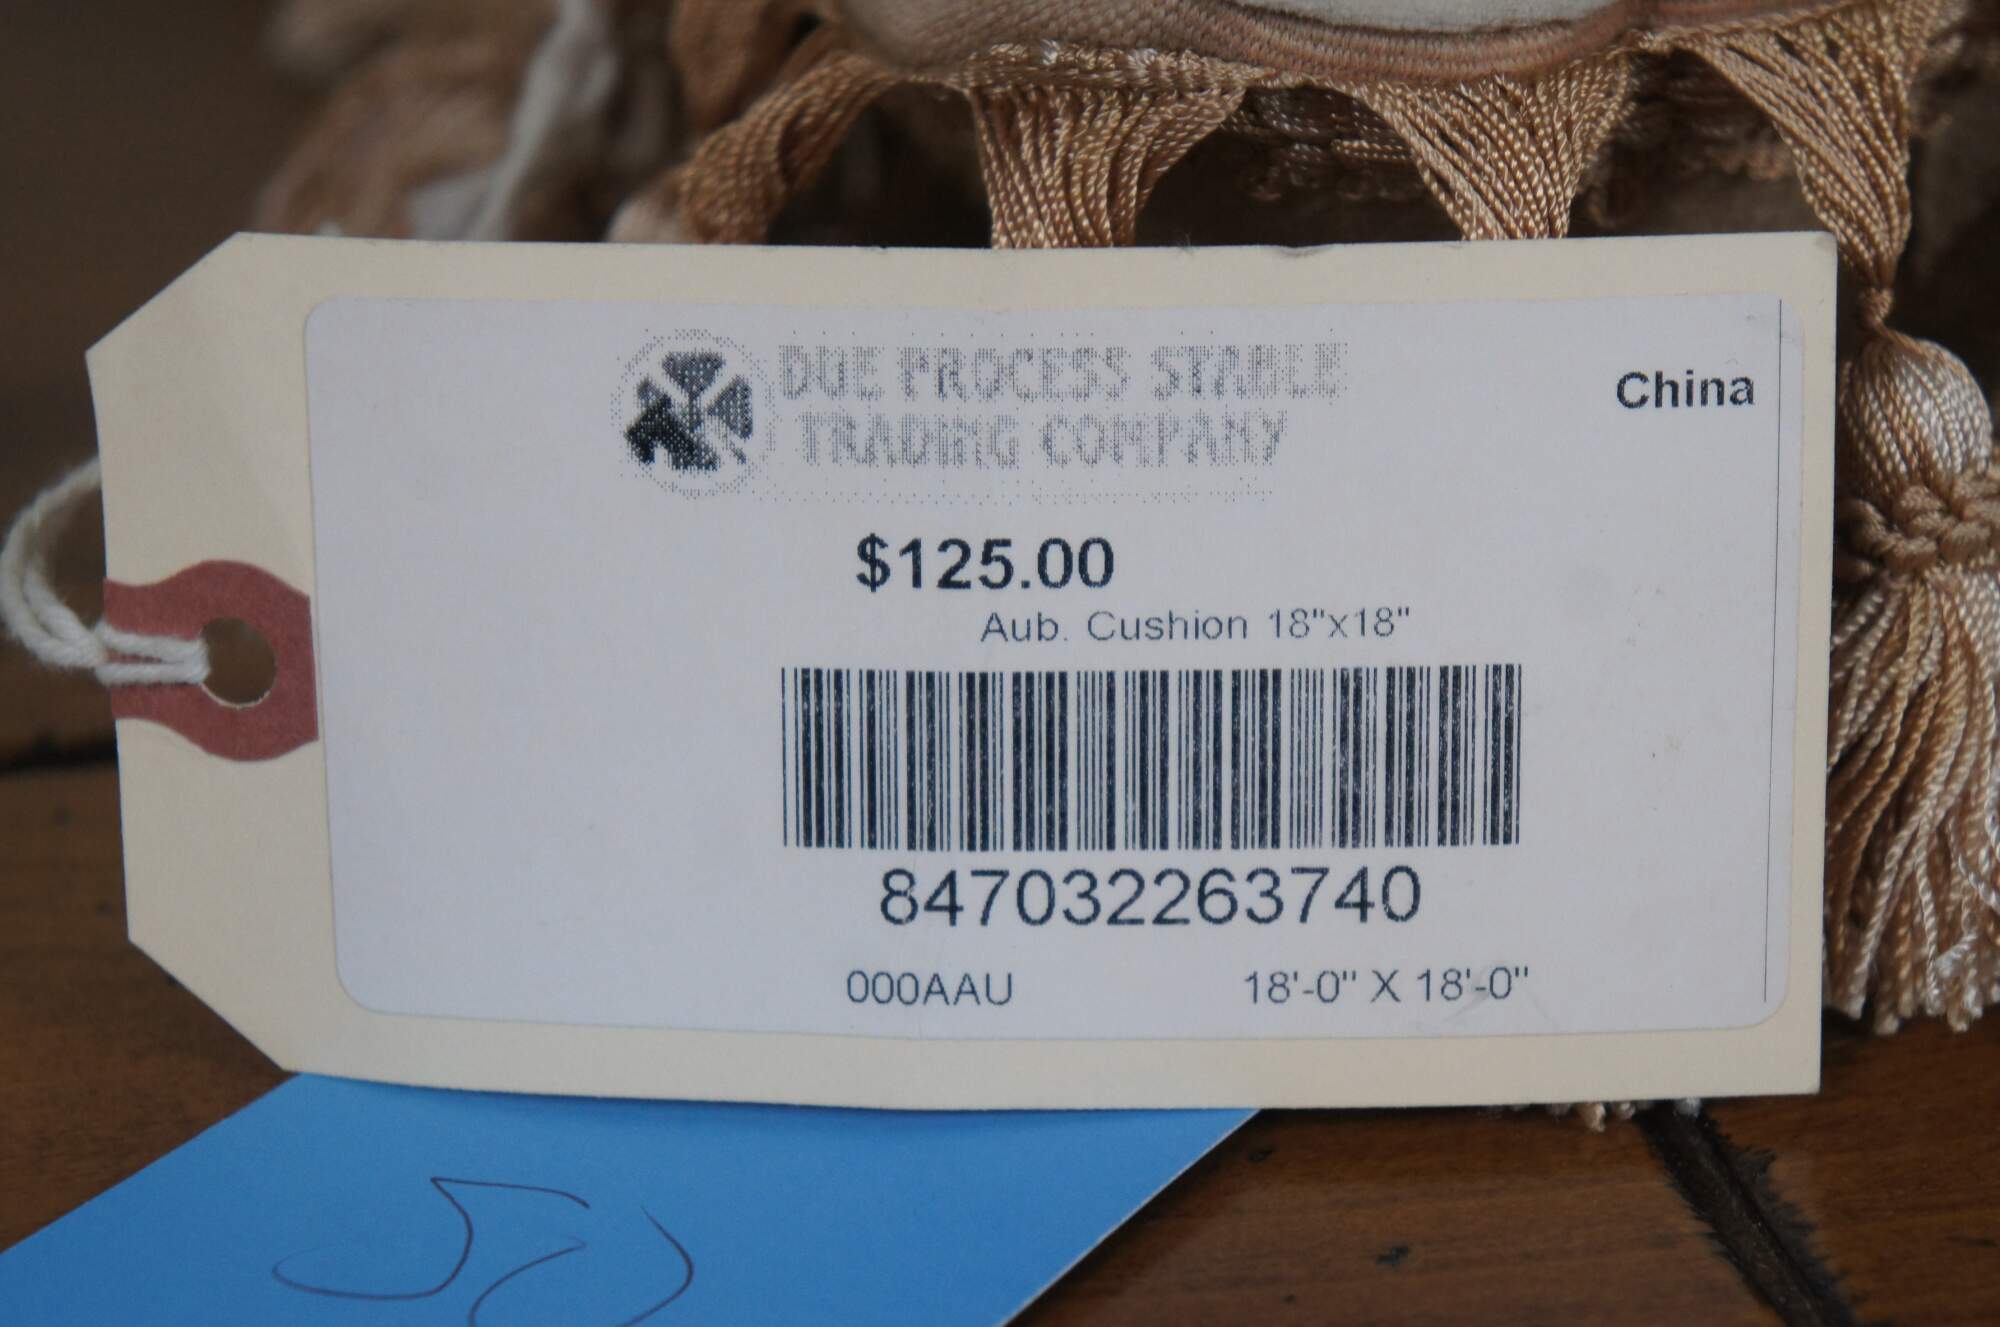 DUE PROCESS STABLE
TRADING COMPANY
China
$125.00
Aub. Cushion 18"x18"
847032263740
000AAU 18'-0" X 18'-0"